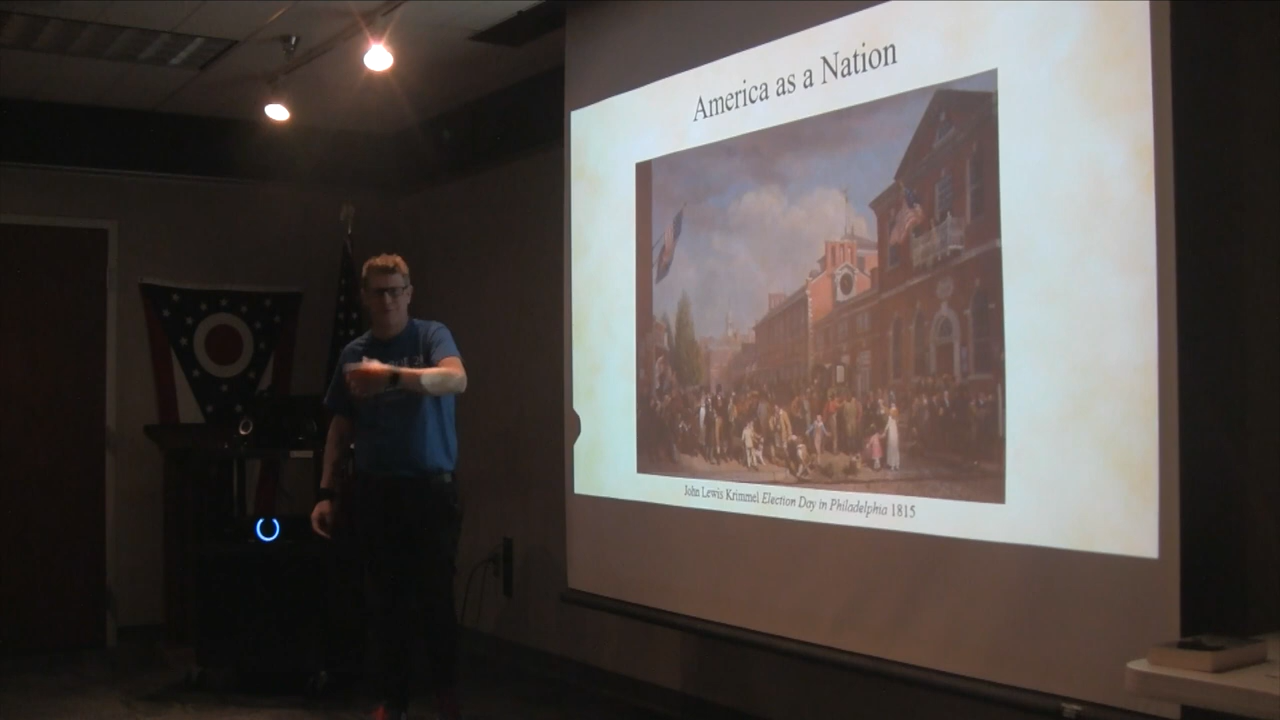 America as a Nation
John Lewis Krimmel Election Day in Philadelphia 1815